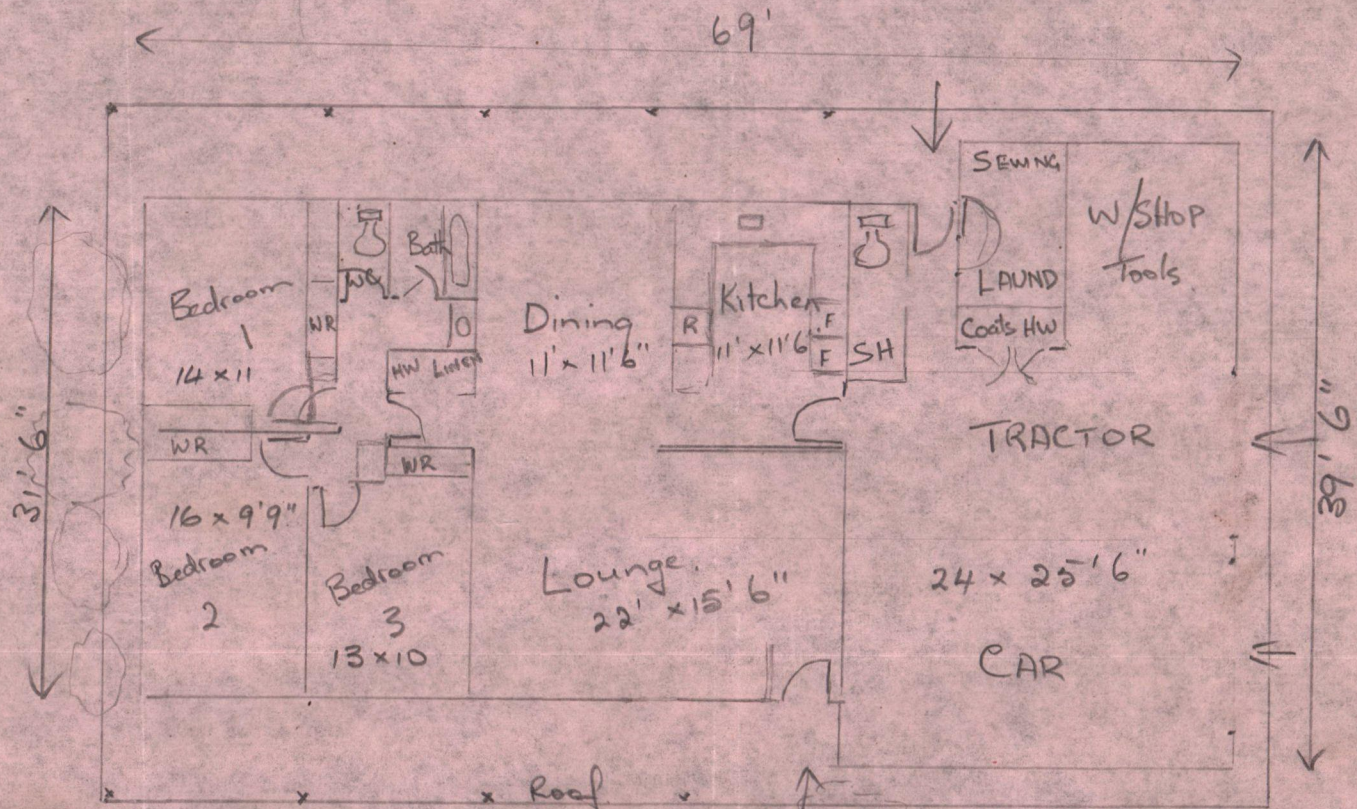 69'
SEWING
W/SHOP
Tools
LAUND
Coats HW
Bath
WC
Bedroom
1
14 x 11
WR
HW LINEN
Dining
11' x 11'6"
R
Kitchen
11' x 11'6
F
F
SH
WR
WR
31'-6"
39'6"
TRACTOR
16 x 9'9"
Bedroom
2
Bedroom
3
13 x 10
Lounge.
22' x 15'6"
24 x 25'6"
CAR
Roof